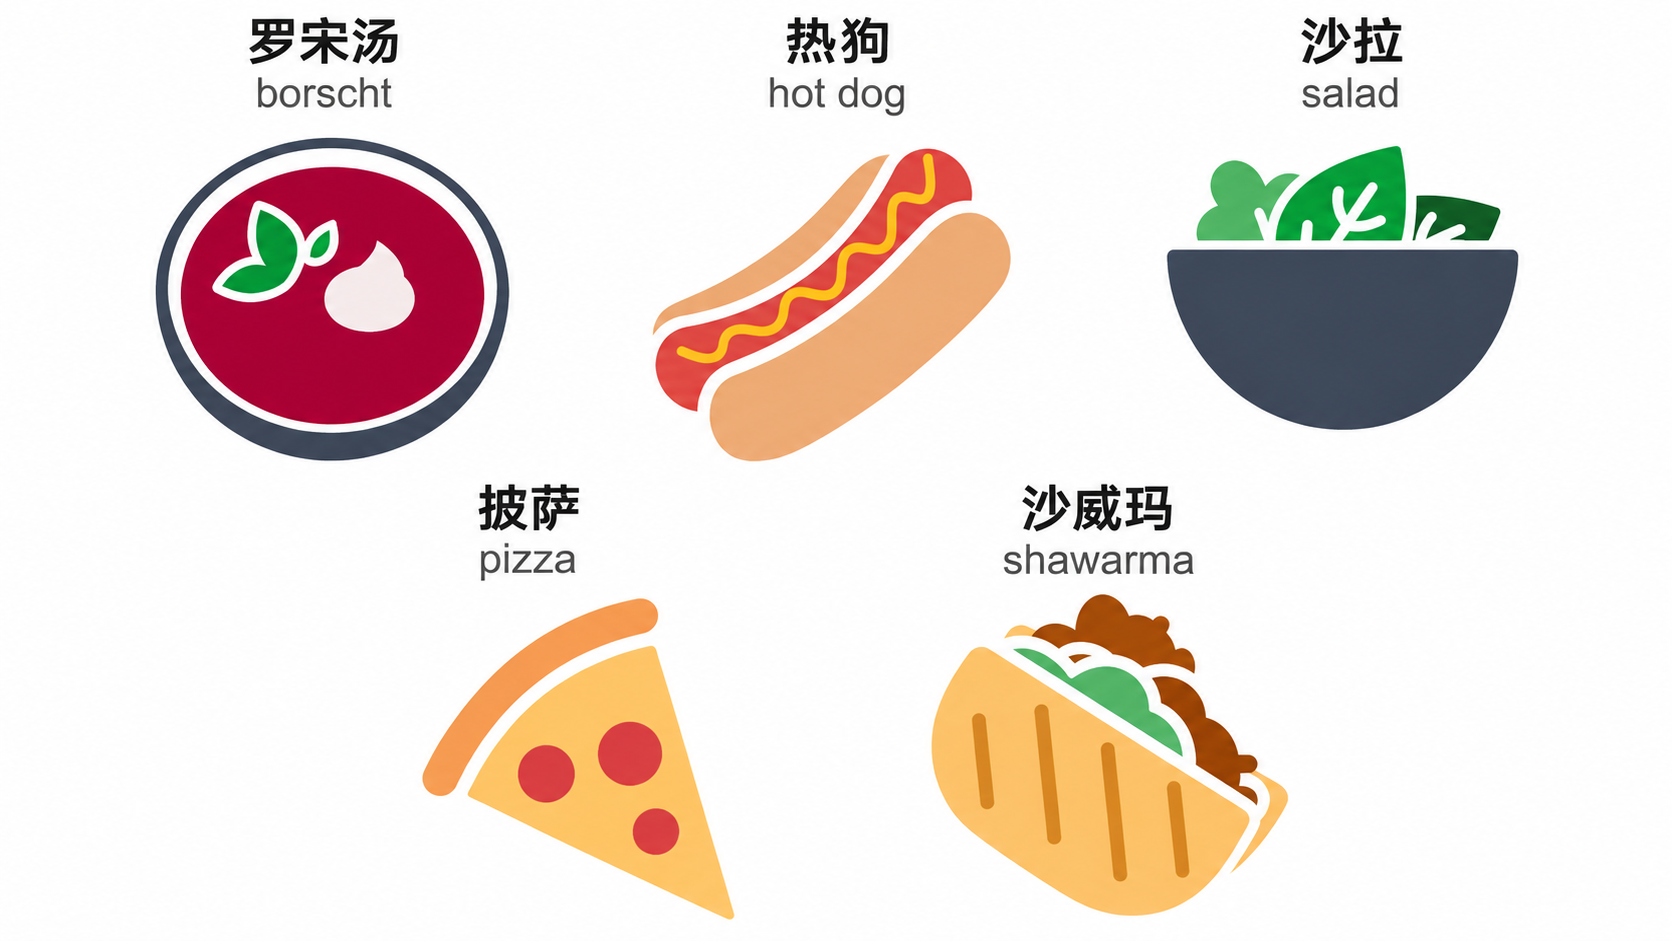 罗宋汤
borscht
热狗
hot dog
沙拉
salad
披萨
pizza
沙威玛
shawarma